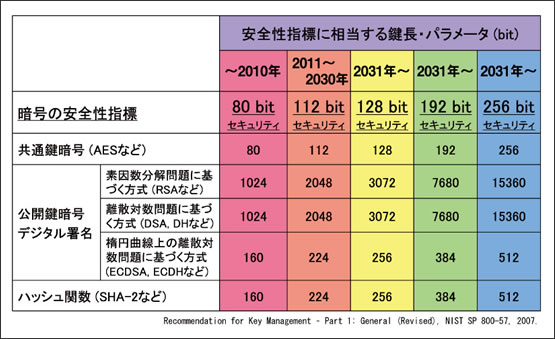 安全性指標に相当する鍵長・パラメータ(bit)
～2010年
2011～
2030年
2031年～
2031年～
2031年～
暗号の安全性指標
80 bit
セキュリティ
112 bit
セキュリティ
128 bit
セキュリティ
192 bit
セキュリティ
256 bit
セキュリティ
共通鍵暗号(AESなど)
80
112
128
192
256
公開鍵暗号
デジタル署名
素因数分解問題に基
づく方式(RSAなど)
1024
2048
3072
7680
15360
離散対数問題に基づ
く方式(DSA, DHなど)
1024
2048
3072
7680
15360
楕円曲線上の離散対
数問題に基づく方式
(ECDSA, ECDHなど)
160
224
256
384
512
ハッシュ関数(SHA-2など)
160
224
256
384
512
Recommendation for Key Management - Part 1: General (Revised), NIST SP 800-57, 2007.